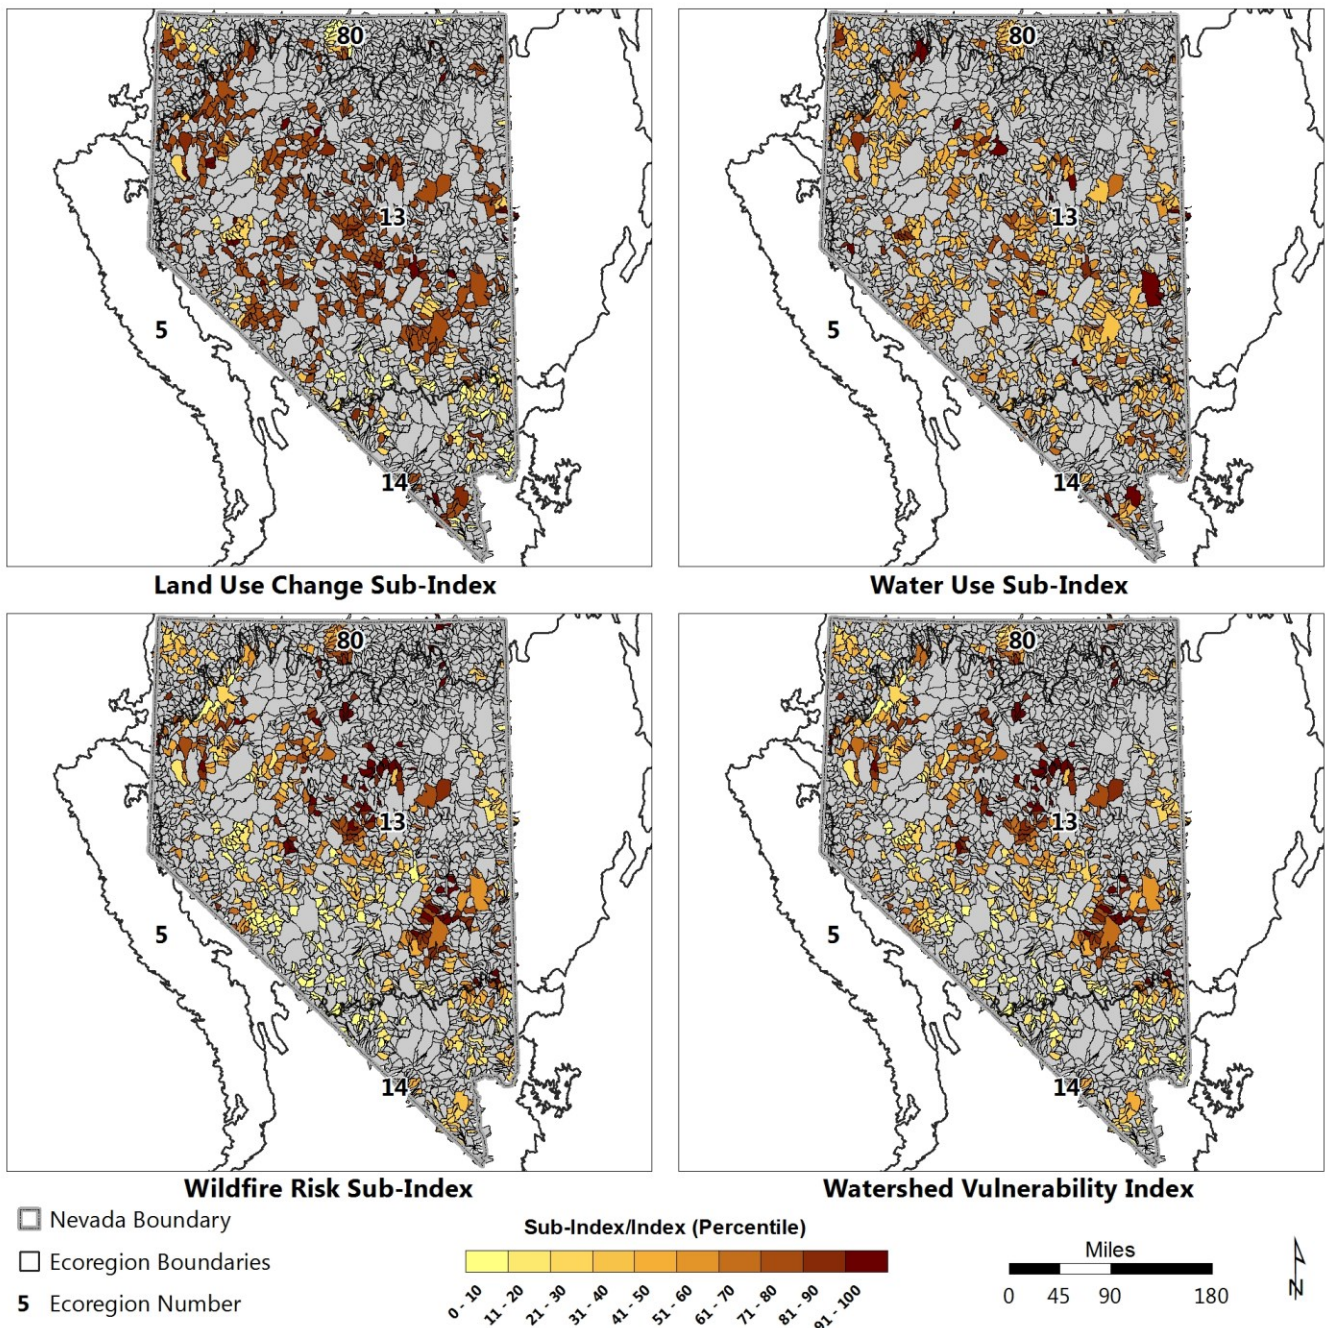 80
13
5
14
Land Use Change Sub-Index
80
13
5
14
Water Use Sub-Index
80
13
5
14
Wildfire Risk Sub-Index
80
13
5
14
Watershed Vulnerability Index
Nevada Boundary
Ecoregion Boundaries
5 Ecoregion Number
Sub-Index/Index (Percentile)
0 - 10 11 - 20 21 - 30 31 - 40 41 - 50 51 - 60 61 - 70 71 - 80 81 - 90 91 - 100
Miles
0 45 90 180
N